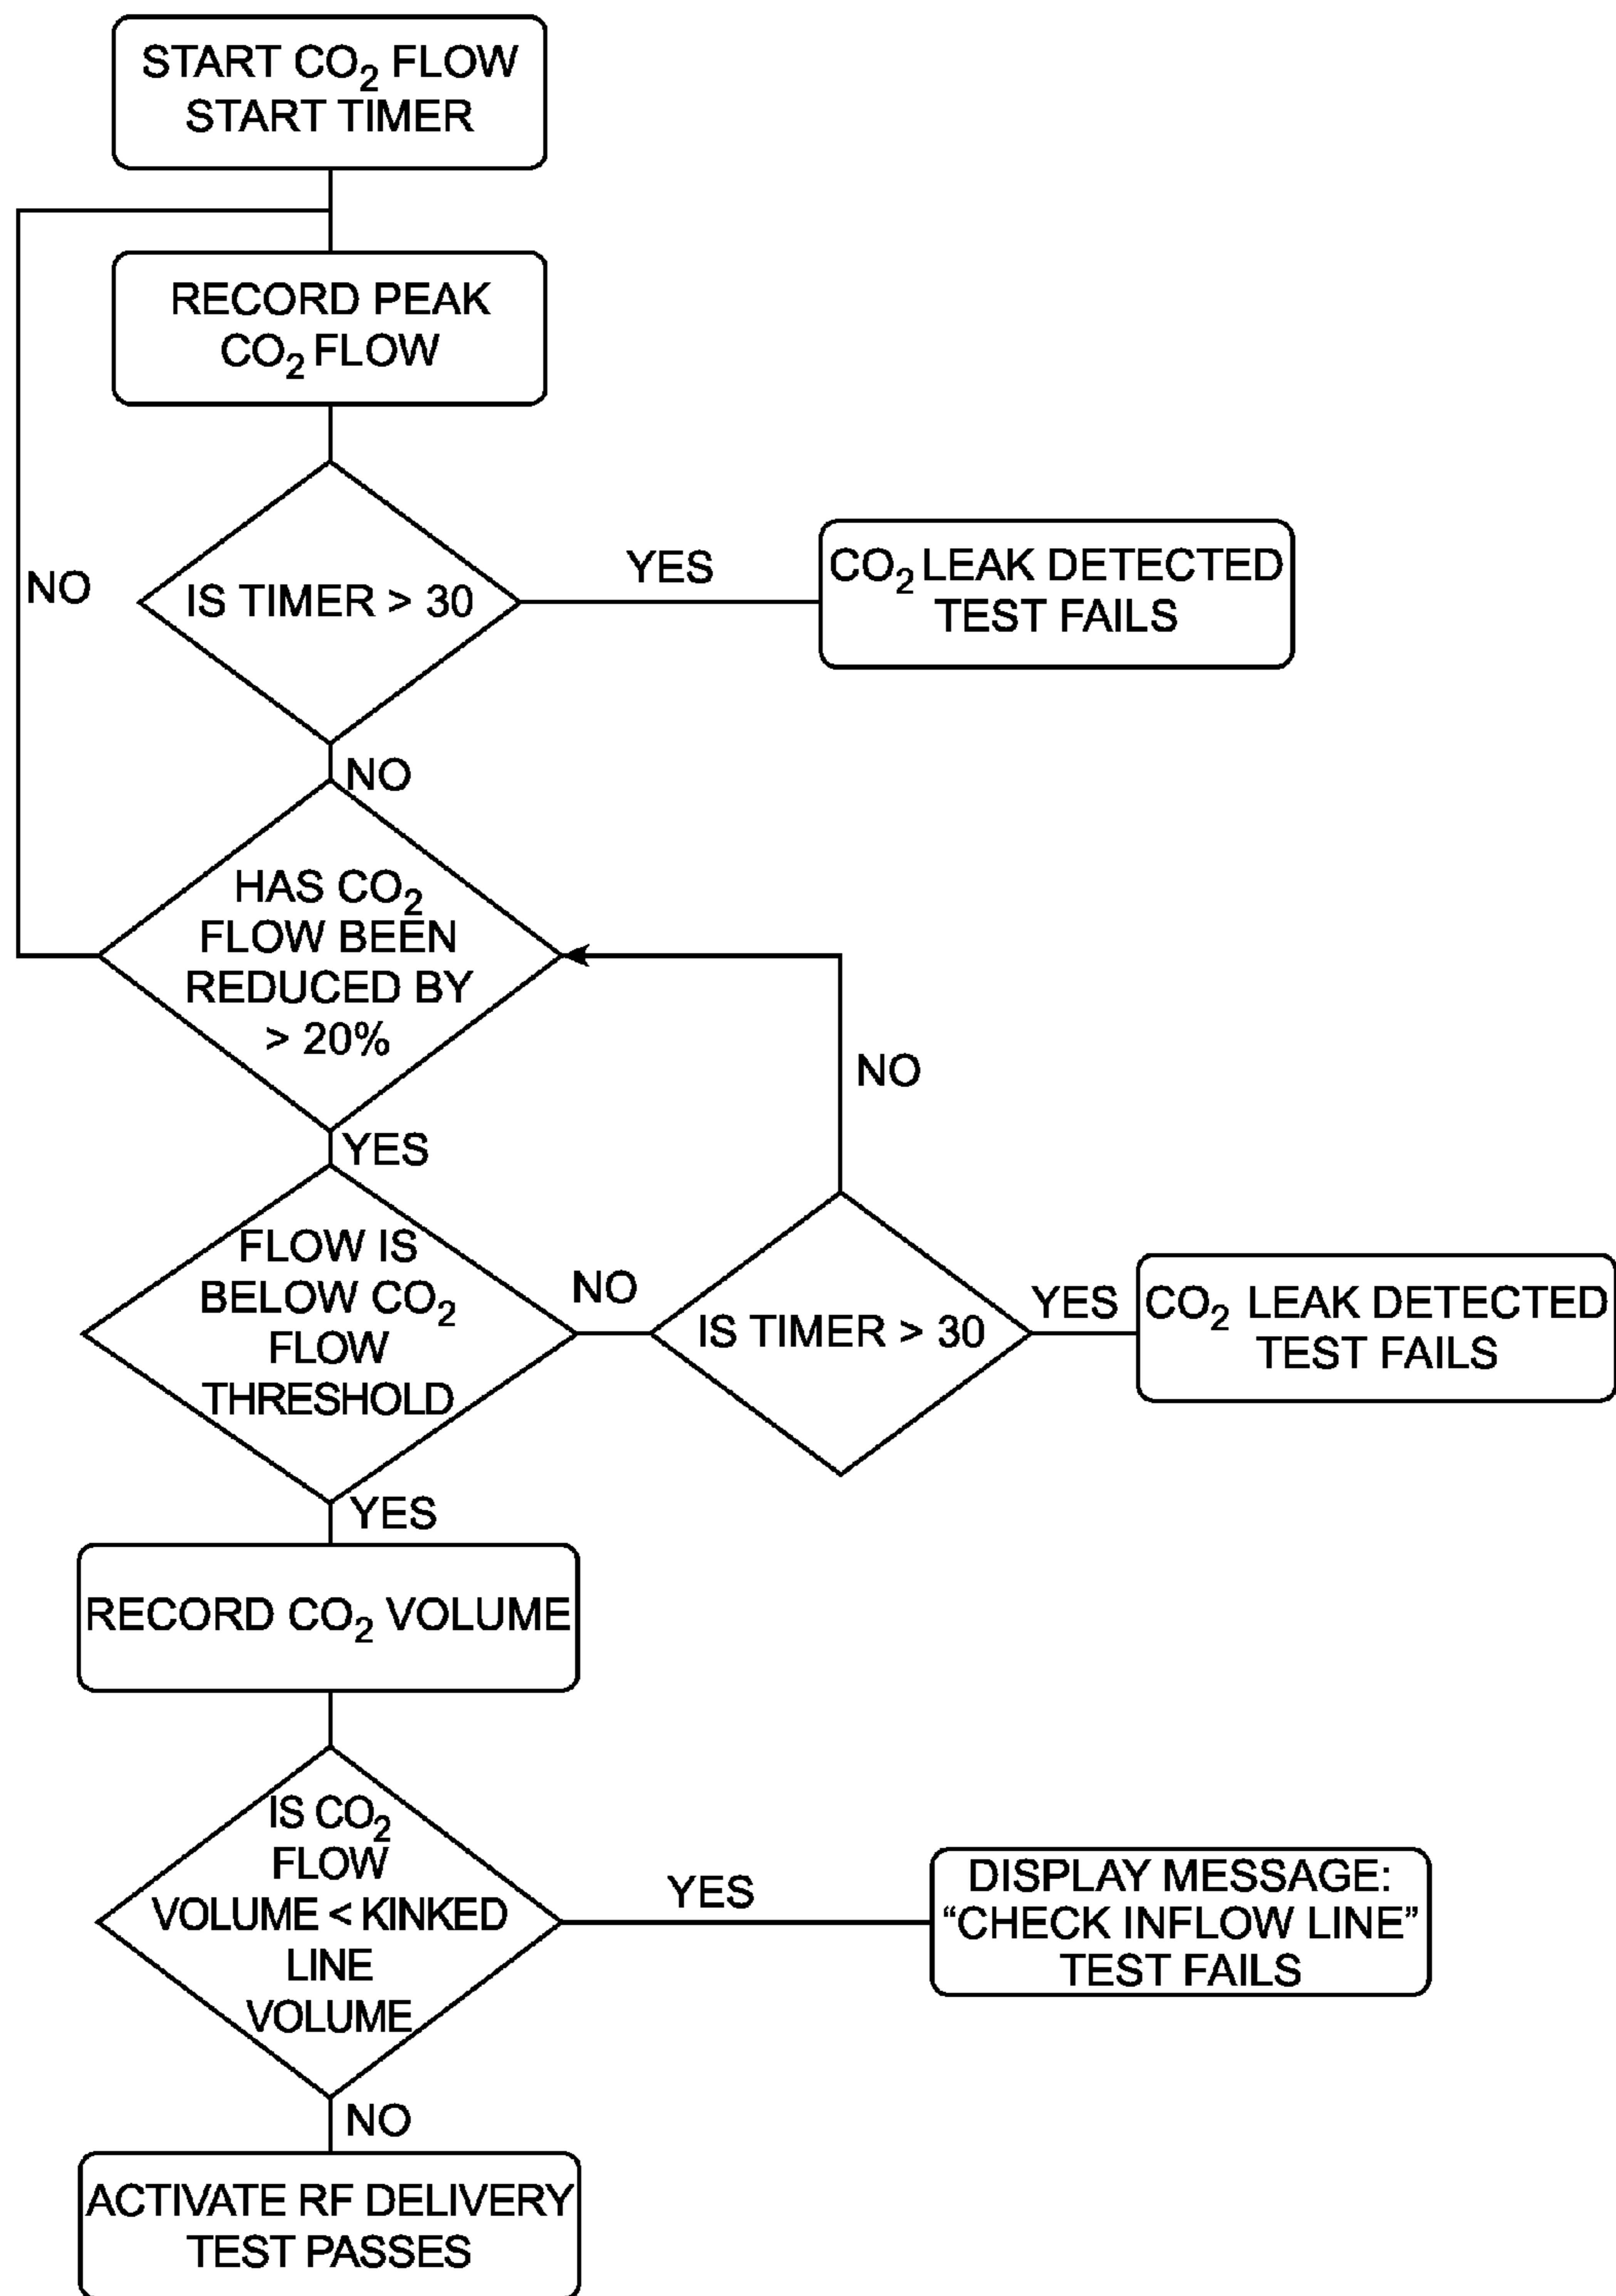 START CO₂ FLOW
START TIMER
RECORD PEAK
CO₂ FLOW
IS TIMER > 30
YES
CO₂ LEAK DETECTED
TEST FAILS
NO
NO
HAS CO₂
FLOW BEEN
REDUCED BY
> 20%
NO
YES
FLOW IS
BELOW CO₂
FLOW
THRESHOLD
NO
IS TIMER > 30
YES
CO₂ LEAK DETECTED
TEST FAILS
YES
RECORD CO₂ VOLUME
IS CO₂
FLOW
VOLUME < KINKED
LINE
VOLUME
YES
DISPLAY MESSAGE:
“CHECK INFLOW LINE”
TEST FAILS
NO
ACTIVATE RF DELIVERY
TEST PASSES